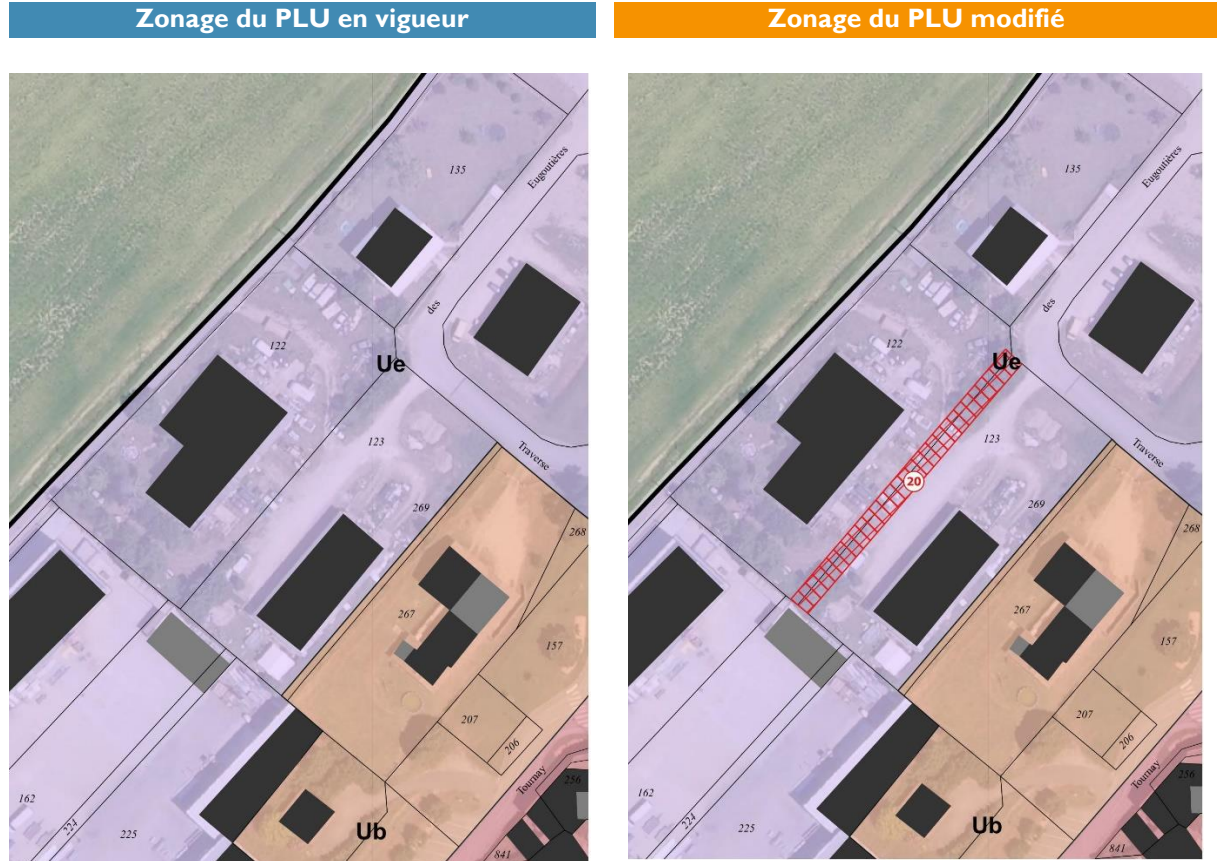 Zonage du PLU en vigueur
135
Eugoutières
des
122
Ue
123
Traverse
269
268
267
157
207
206
162
224
225
Tournay
256
Ub
841
Zonage du PLU modifié
135
Eugoutières
des
122
Ue
123
Traverse
20
269
268
267
157
207
206
162
224
225
Tournay
256
Ub
841